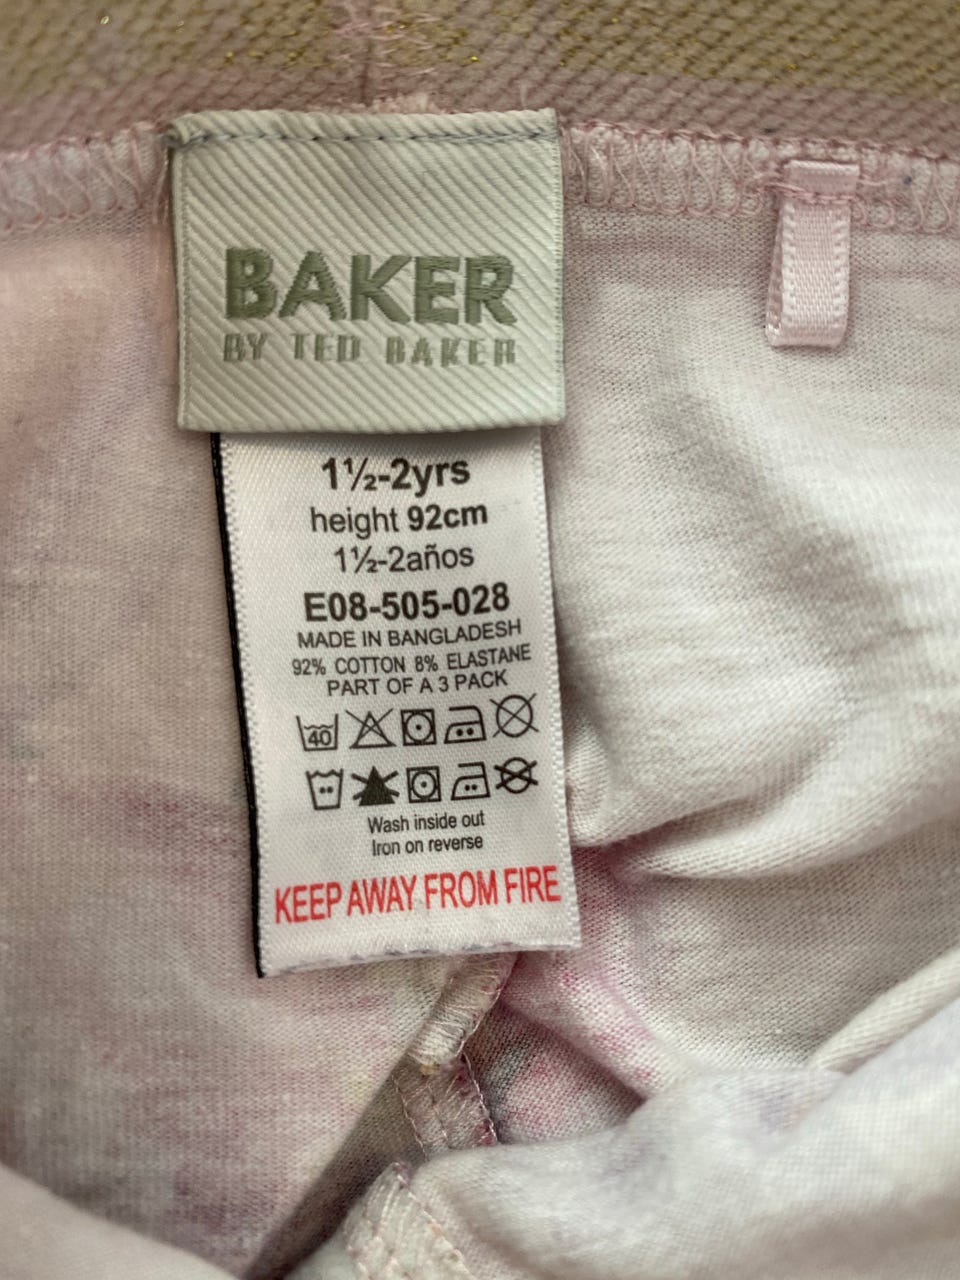 BAKER
BY TED BAKER
1½-2yrs
height 92cm
1½-2años
E08-505-028
MADE IN BANGLADESH
92% COTTON 8% ELASTANE
PART OF A 3 PACK
40
Wash inside out
Iron on reverse
KEEP AWAY FROM FIRE